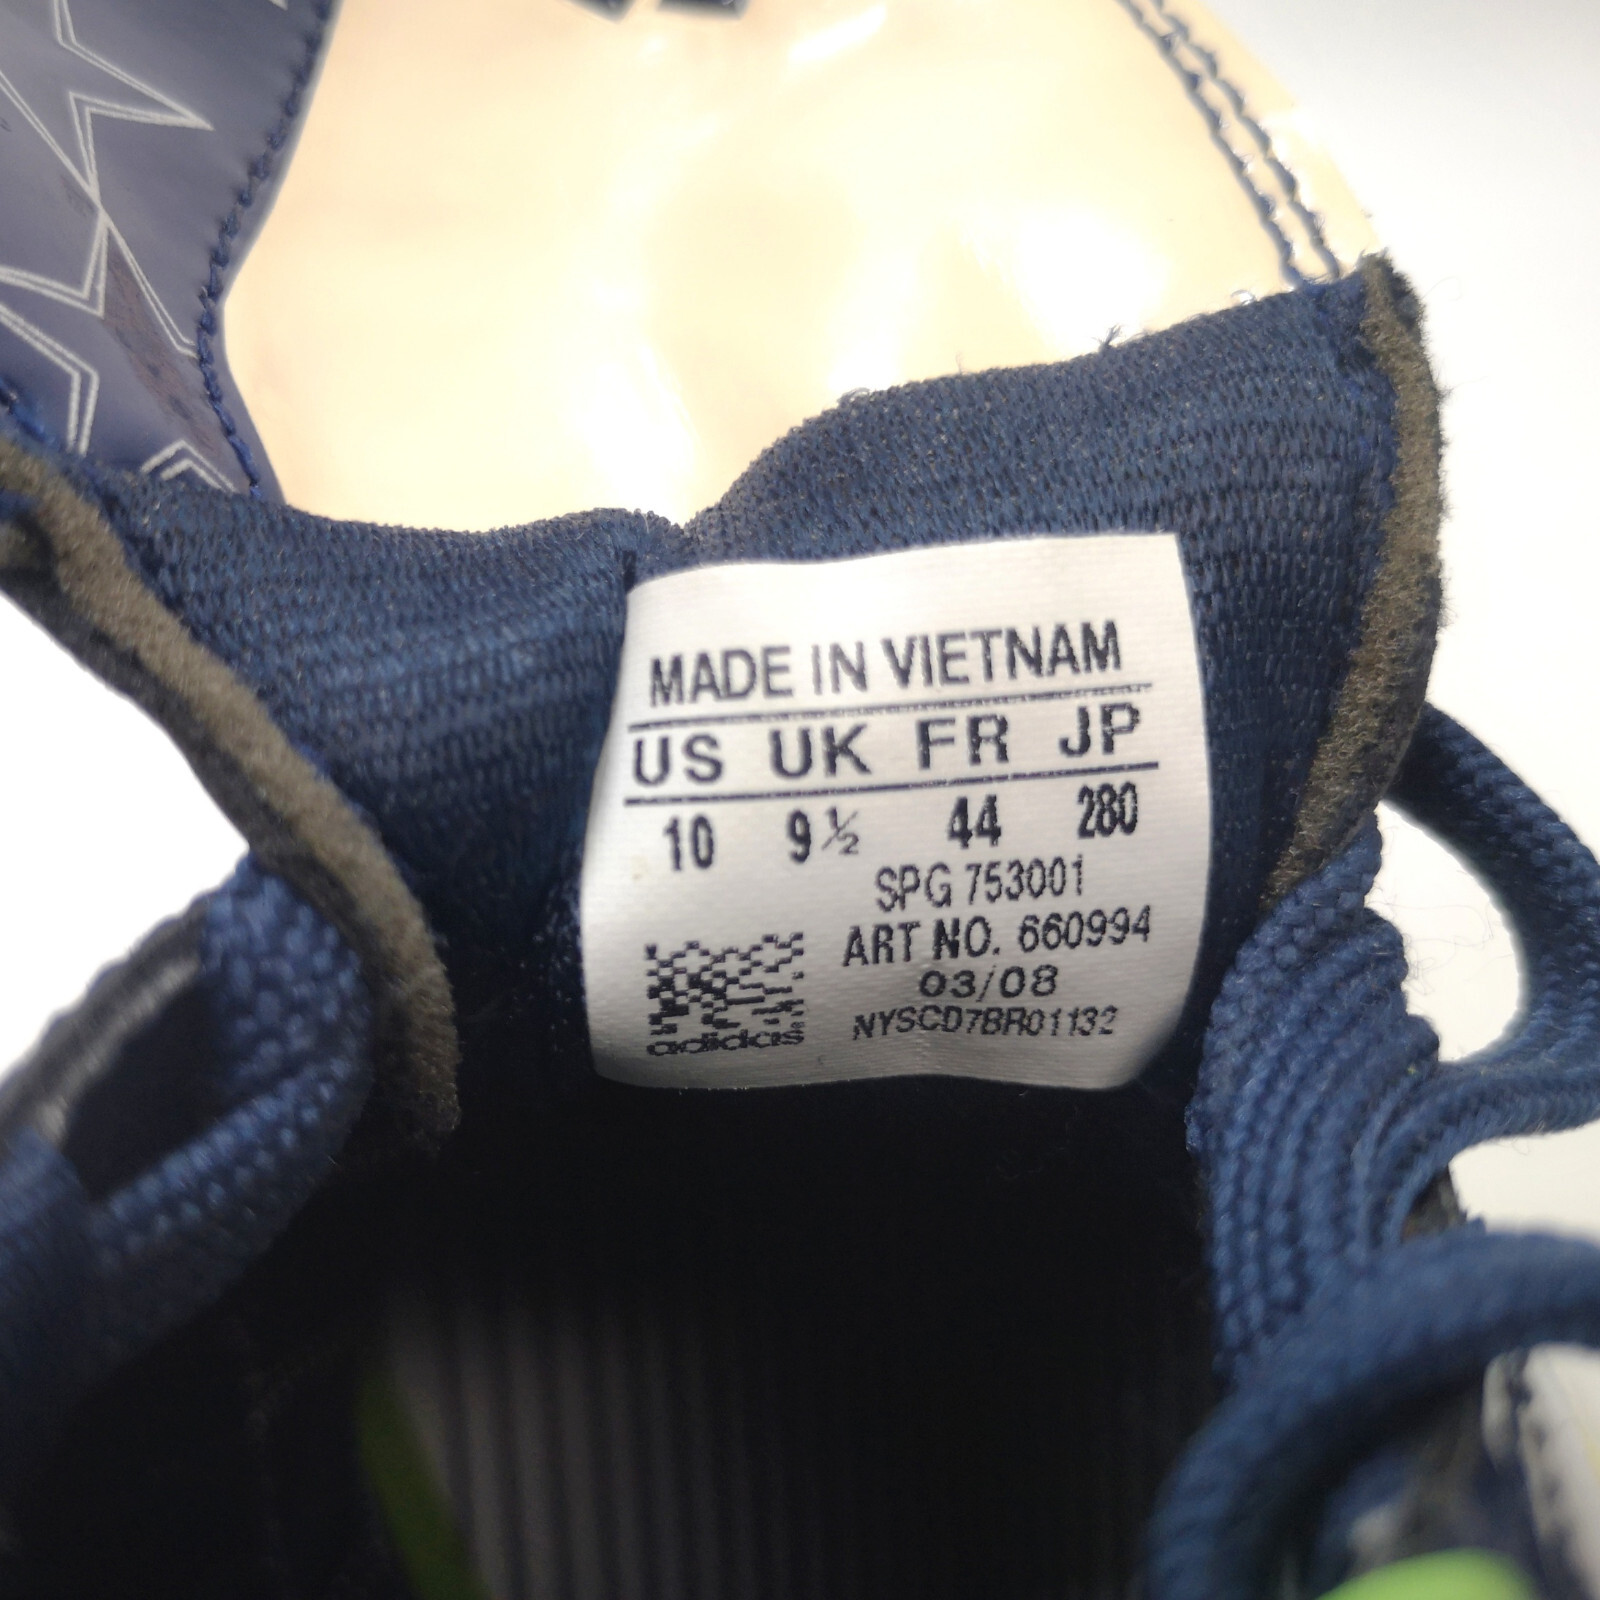 MADE IN VIETNAM
US UK FR JP
10 9½ 44 280
SPG 753001
ART NO. 660994
03/08
NYSCD7BR01132
adidas